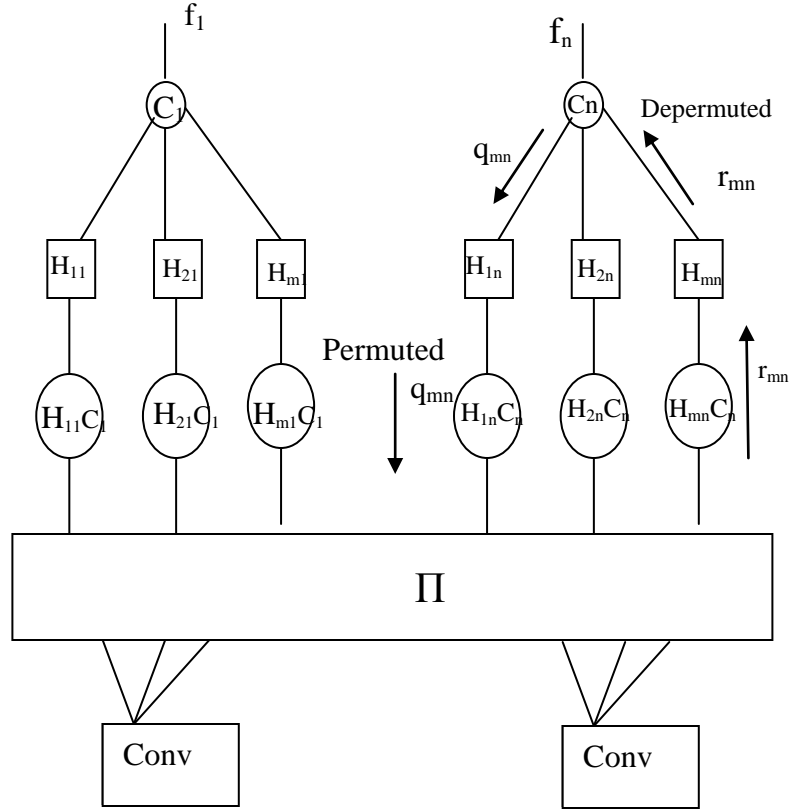 f₁
fₙ
C₁
Cn
Depermuted
qₘₙ
rₘₙ
H₁₁
H₂₁
Hₘ₁
H₁ₙ
H₂ₙ
Hₘₙ
Permuted
qₘₙ
rₘₙ
H₁₁C₁
H₂₁C₁
Hₘ₁C₁
H₁ₙCₙ
H₂ₙCₙ
HₘₙCₙ
Π
Conv
Conv